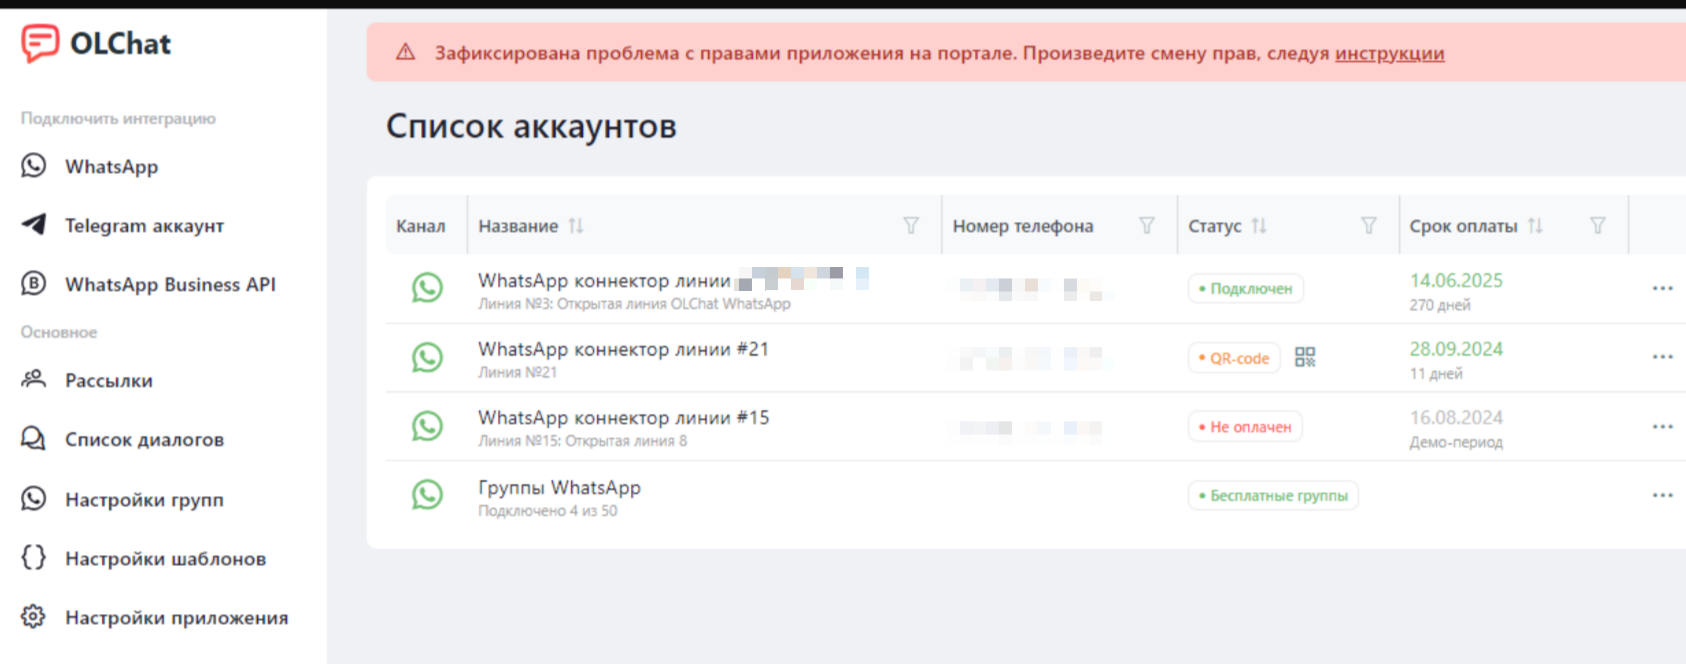 OLChat
Зафиксирована проблема с правами приложения на портале. Произведите смену прав, следуя инструкции
Подключить интеграцию
WhatsApp
Telegram аккаунт
WhatsApp Business API
Основное
Рассылки
Список диалогов
Настройки групп
Настройки шаблонов
Настройки приложения
Список аккаунтов
Канал Название Номер телефона Статус Срок оплаты
WhatsApp коннектор линии Подключен 14.06.2025
Линия №3: Открытая линия OLChat WhatsApp 270 дней
WhatsApp коннектор линии #21 QR-code 28.09.2024
Линия №21 11 дней
WhatsApp коннектор линии #15 Не оплачен 16.08.2024
Линия №15: Открытая линия 8 Демо-период
Группы WhatsApp Бесплатные группы
Подключено 4 из 50